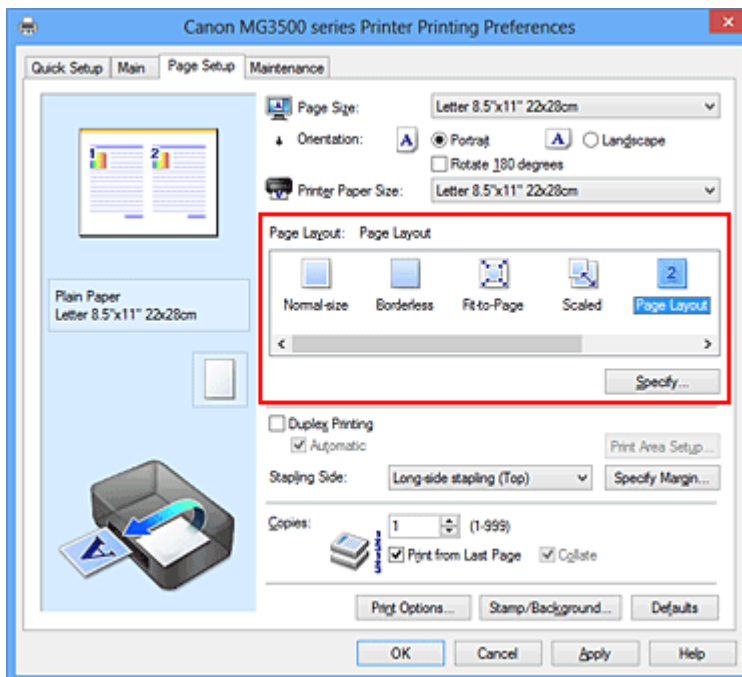 Canon MG3500 series Printer Printing Preferences
Quick Setup Main Page Setup Maintenance
1 2
Plain Paper
Letter 8.5"x11" 22x28cm
A
Page Size: Letter 8.5"x11" 22x28cm
Orientation: A Portrait A Landscape
Rotate 180 degrees
Printer Paper Size: Letter 8.5"x11" 22x28cm
Page Layout: Page Layout
2
Normal-size Borderless Fit-to-Page Scaled Page Layout
Specify...
Duplex Printing
Automatic Print Area Setup...
Stapling Side: Long-side stapling (Top) Specify Margin...
Copies: 1 (1-999)
Print from Last Page Collate
Print Options... Stamp/Background... Defaults
OK Cancel Apply Help